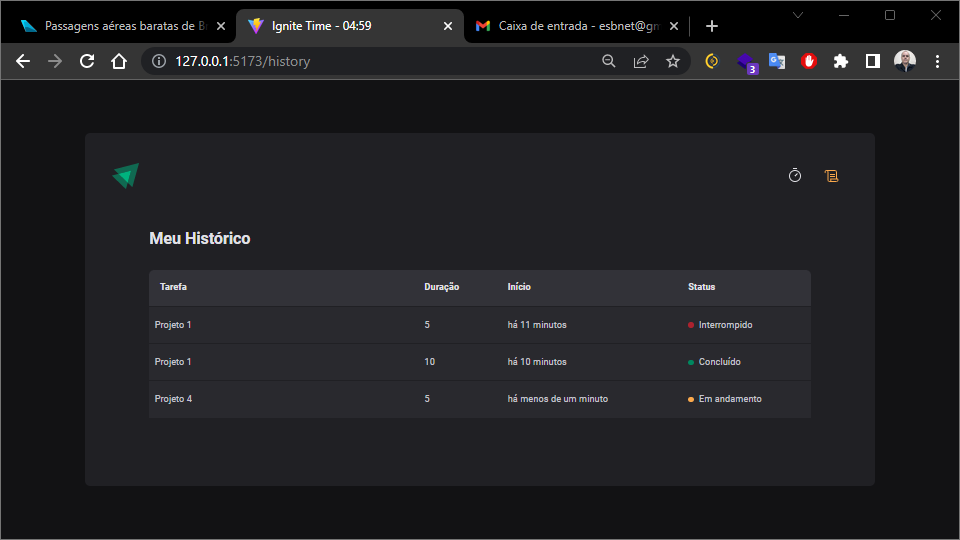 Passagens aéreas baratas de B
Ignite Time - 04:59
Caixa de entrada - esbnet@gm
127.0.0.1:5173/history
3
Meu Histórico
Tarefa Duração Início Status
Projeto 1 5 há 11 minutos Interrompido
Projeto 1 10 há 10 minutos Concluído
Projeto 4 5 há menos de um minuto Em andamento